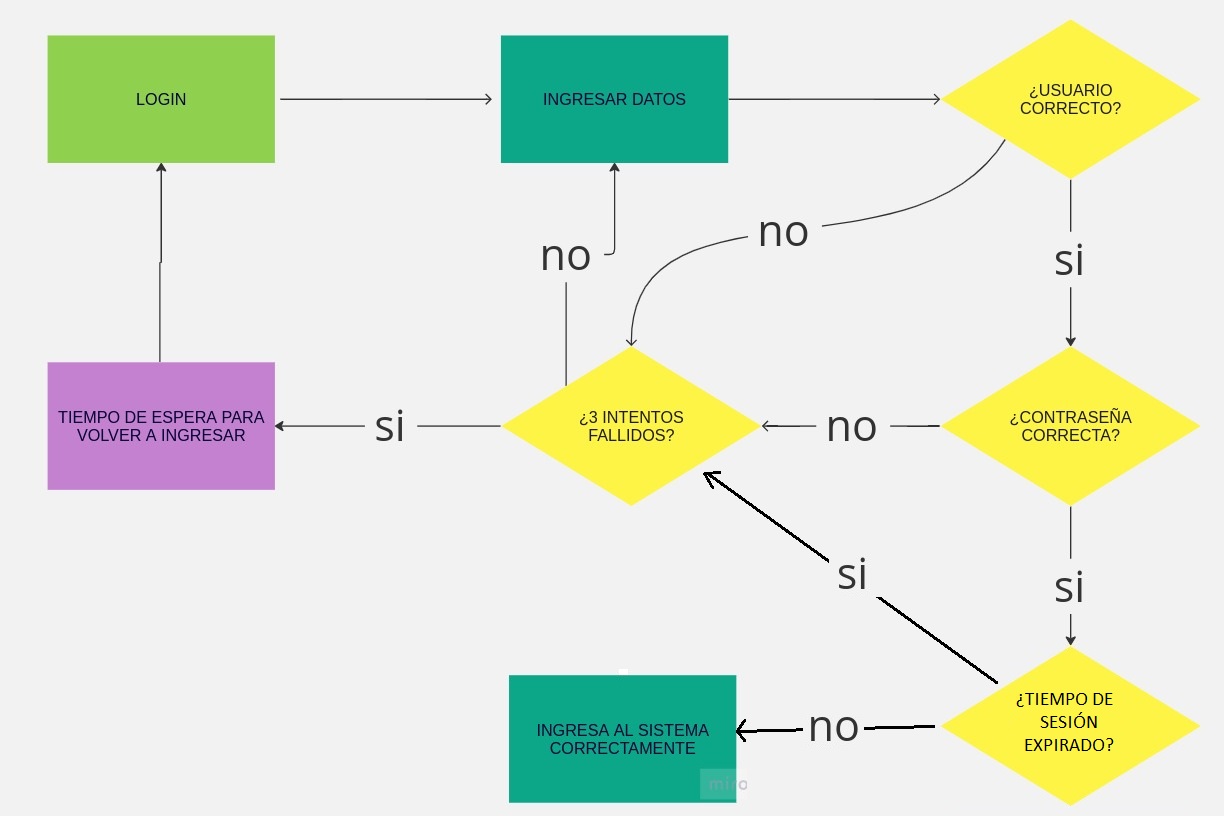 LOGIN
INGRESAR DATOS
¿USUARIO
CORRECTO?
no
no
si
TIEMPO DE ESPERA PARA
VOLVER A INGRESAR
si
¿3 INTENTOS
FALLIDOS?
no
¿CONTRASEÑA
CORRECTA?
si
si
INGRESA AL SISTEMA
CORRECTAMENTE
no
¿TIEMPO DE
SESIÓN
EXPIRADO?
miro